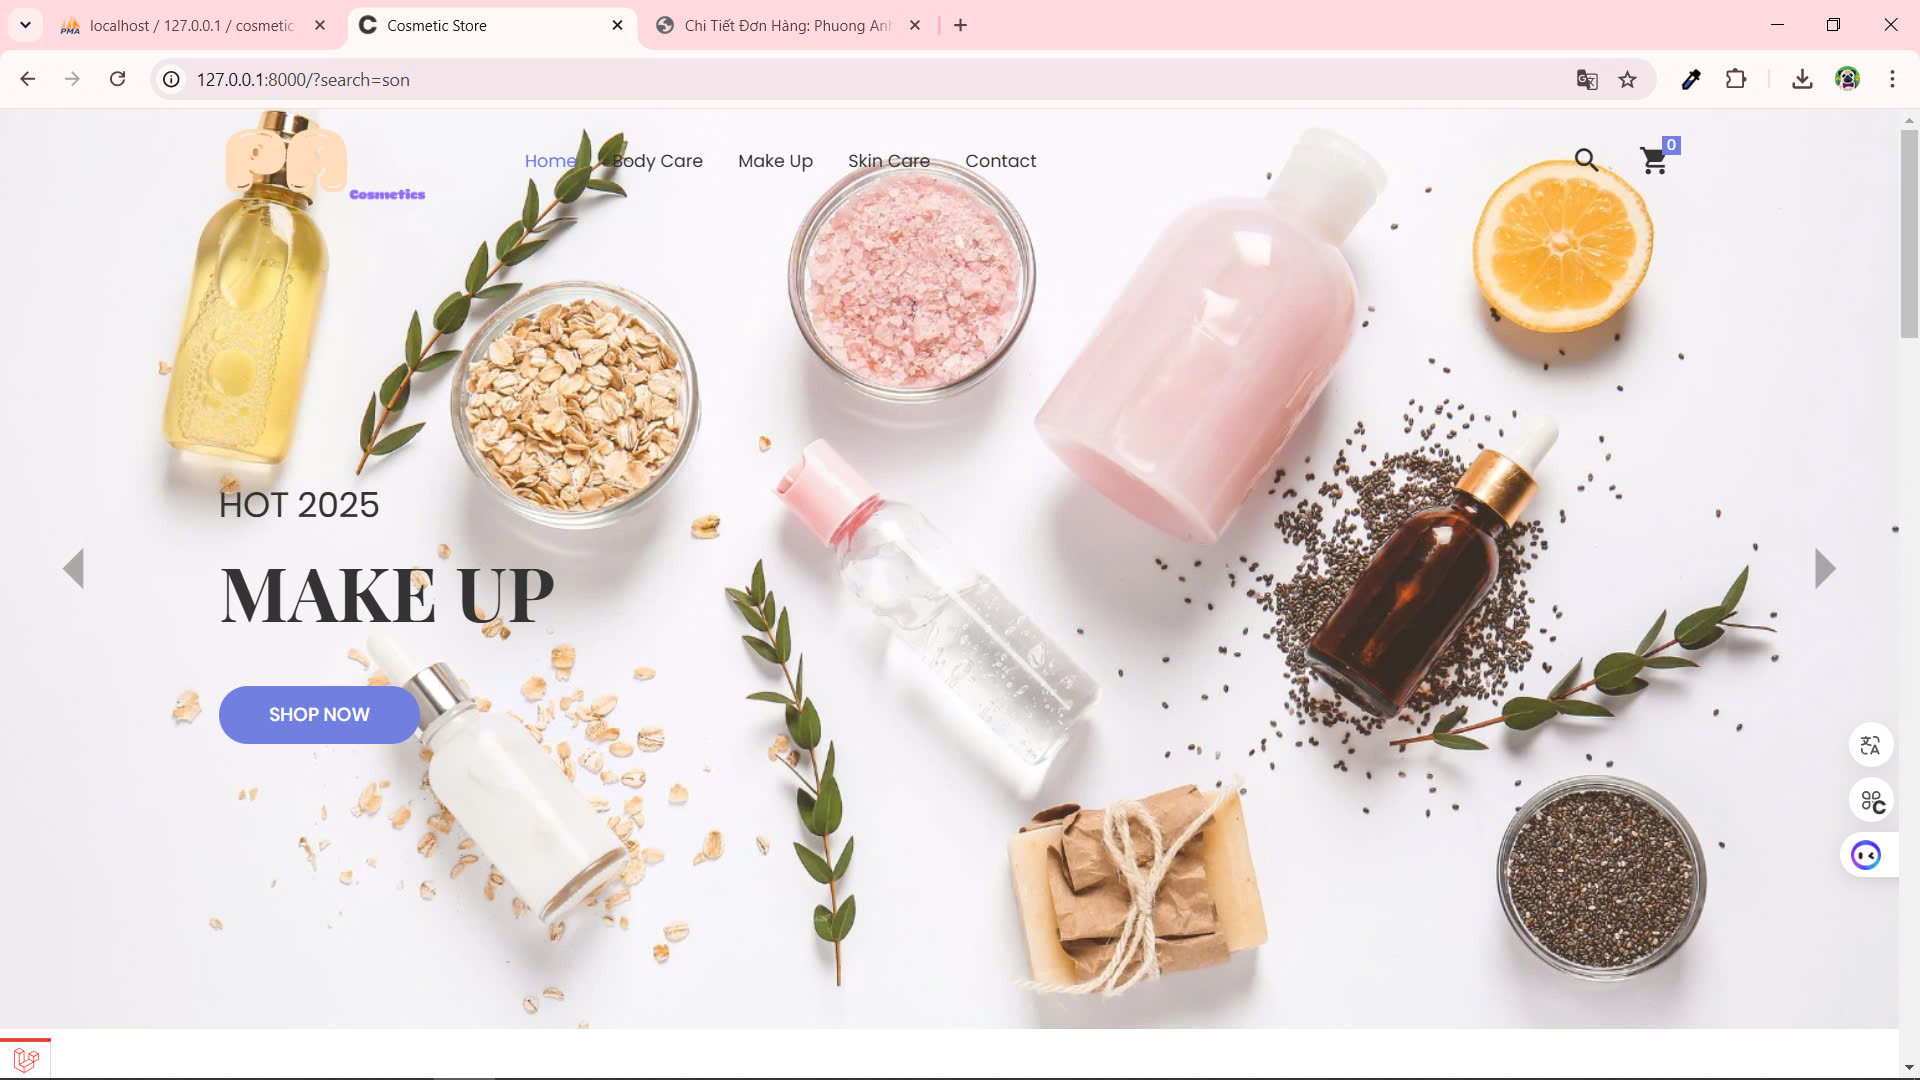 localhost / 127.0.0.1 / cosmetic
Cosmetic Store
Chi Tiết Đơn Hàng: Phuong Anh
127.0.0.1:8000/?search=son
PA
Cosmetics
Home
Body Care
Make Up
Skin Care
Contact
0
HOT 2025
MAKE UP
SHOP NOW